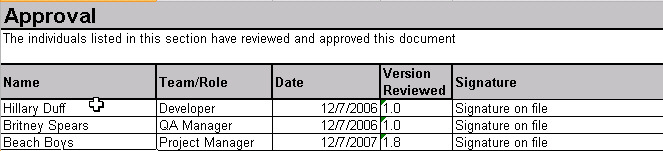 Approval
The individuals listed in this section have reviewed and approved this document
Name Team/Role Date Version Reviewed Signature
Hillary Duff Developer 12/7/2006 1.0 Signature on file
Britney Spears QA Manager 12/7/2006 1.0 Signature on file
Beach Boys Project Manager 12/7/2007 1.8 Signature on file